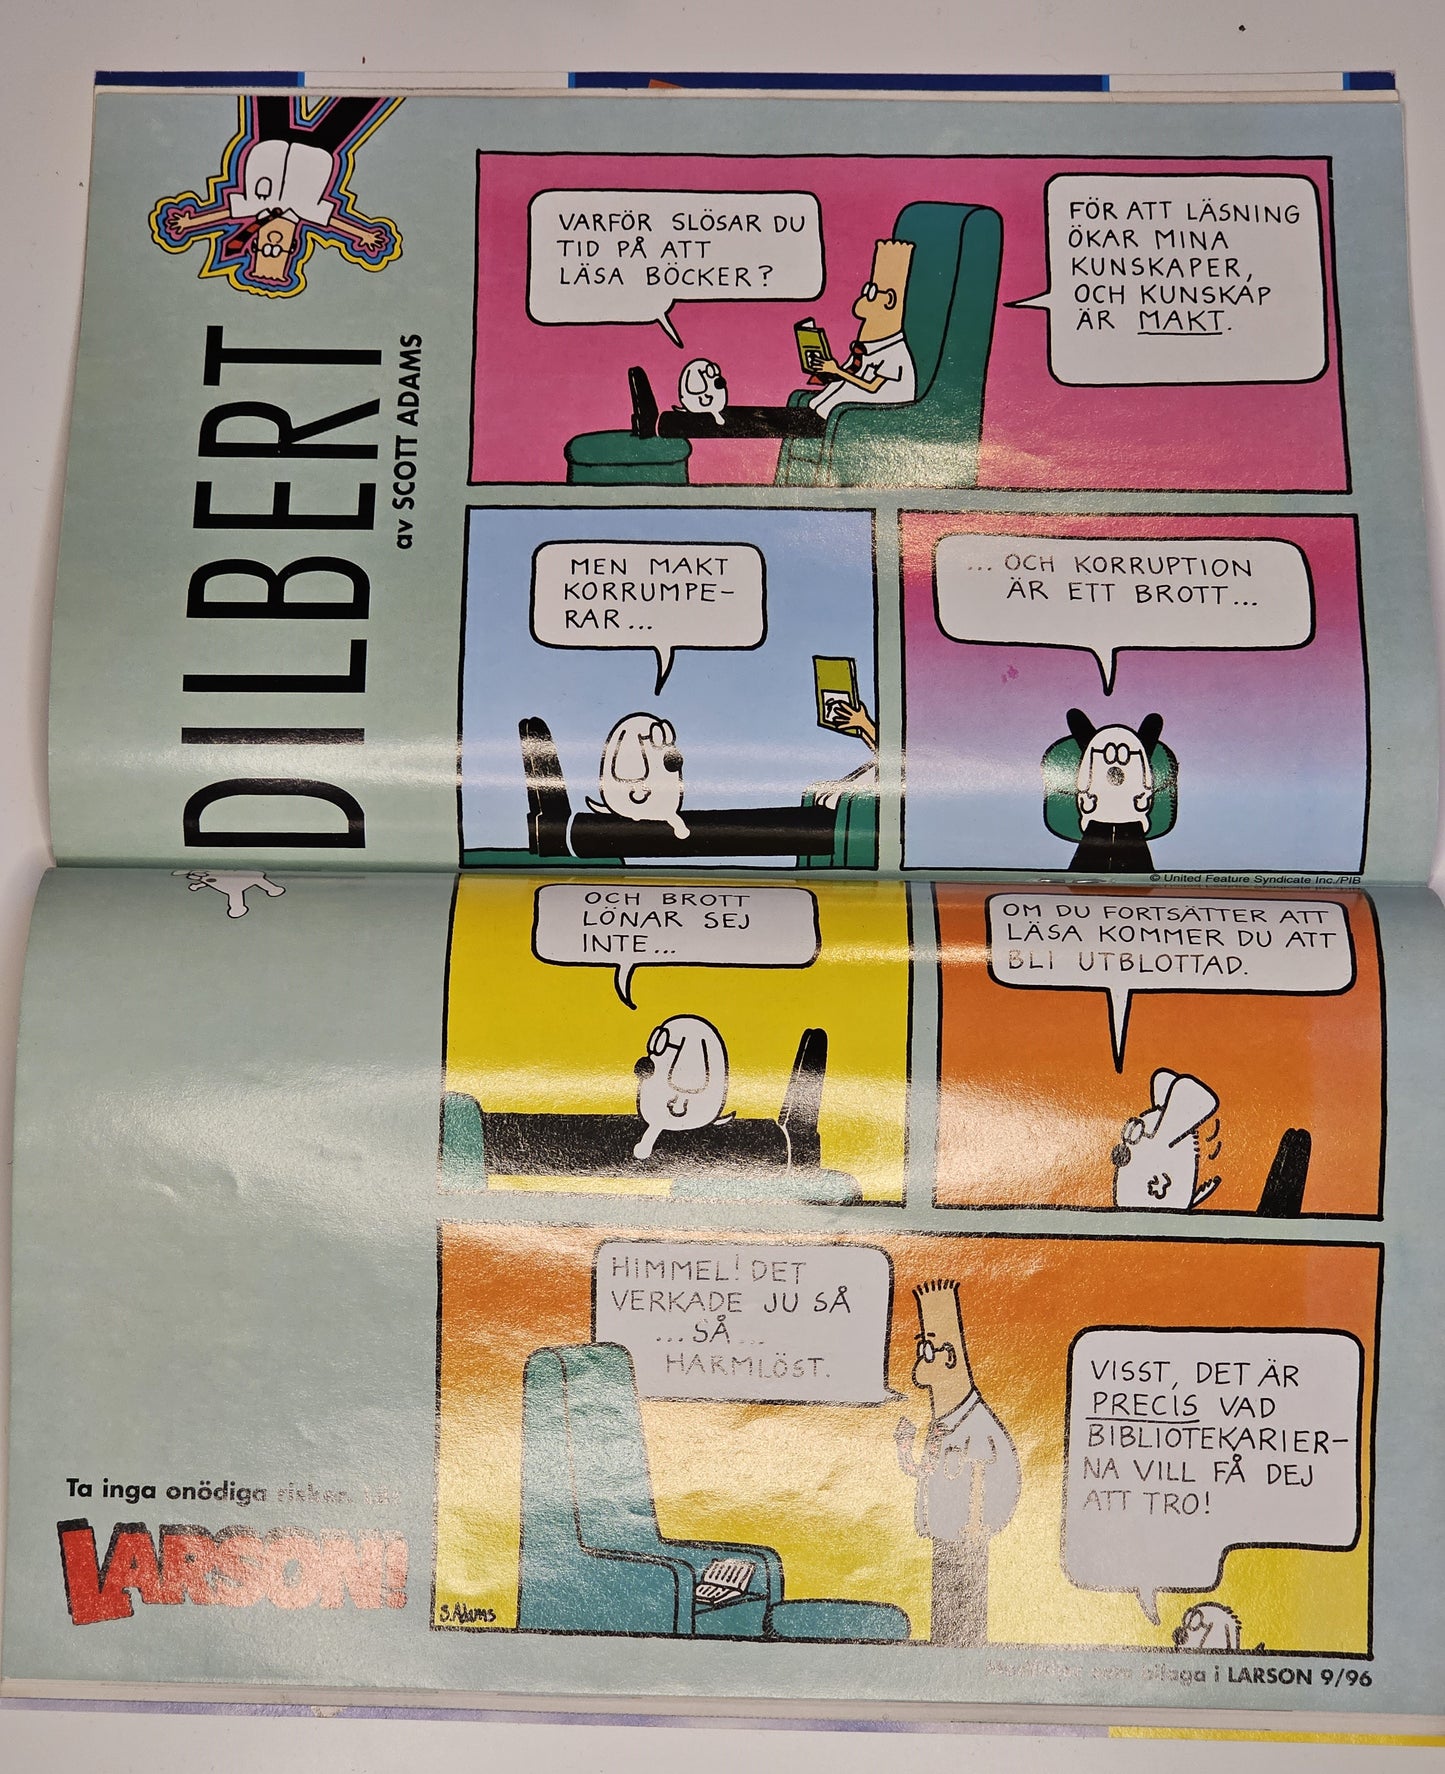 DILBERT
av SCOTT ADAMS
VARFÖR SLÖSAR DU
TID PÅ ATT
LÄSA BÖCKER?
FÖR ATT LÄSNING
ÖKAR MINA
KUNSKAPER,
OCH KUNSKAP
ÄR MAKT.
MEN MAKT
KORRUMPE-
RAR...
...OCH KORRUPTION
ÄR ETT BROTT...
© United Feature Syndicate Inc./PIB
OCH BROTT
LÖNAR SEJ
INTE...
OM DU FORTSÄTTER ATT
LÄSA KOMMER DU ATT
BLI UTBLOTTAD.
HIMMEL! DET
VERKADE JU SÅ
...SÅ...
HARMLÖST.
VISST, DET ÄR
PRECIS VAD
BIBLIOTEKARIER-
NA VILL FÅ DEJ
ATT TRO!
S.Adams
Ta inga onödiga risker.
LARSON!
som bilaga i LARSON 9/96